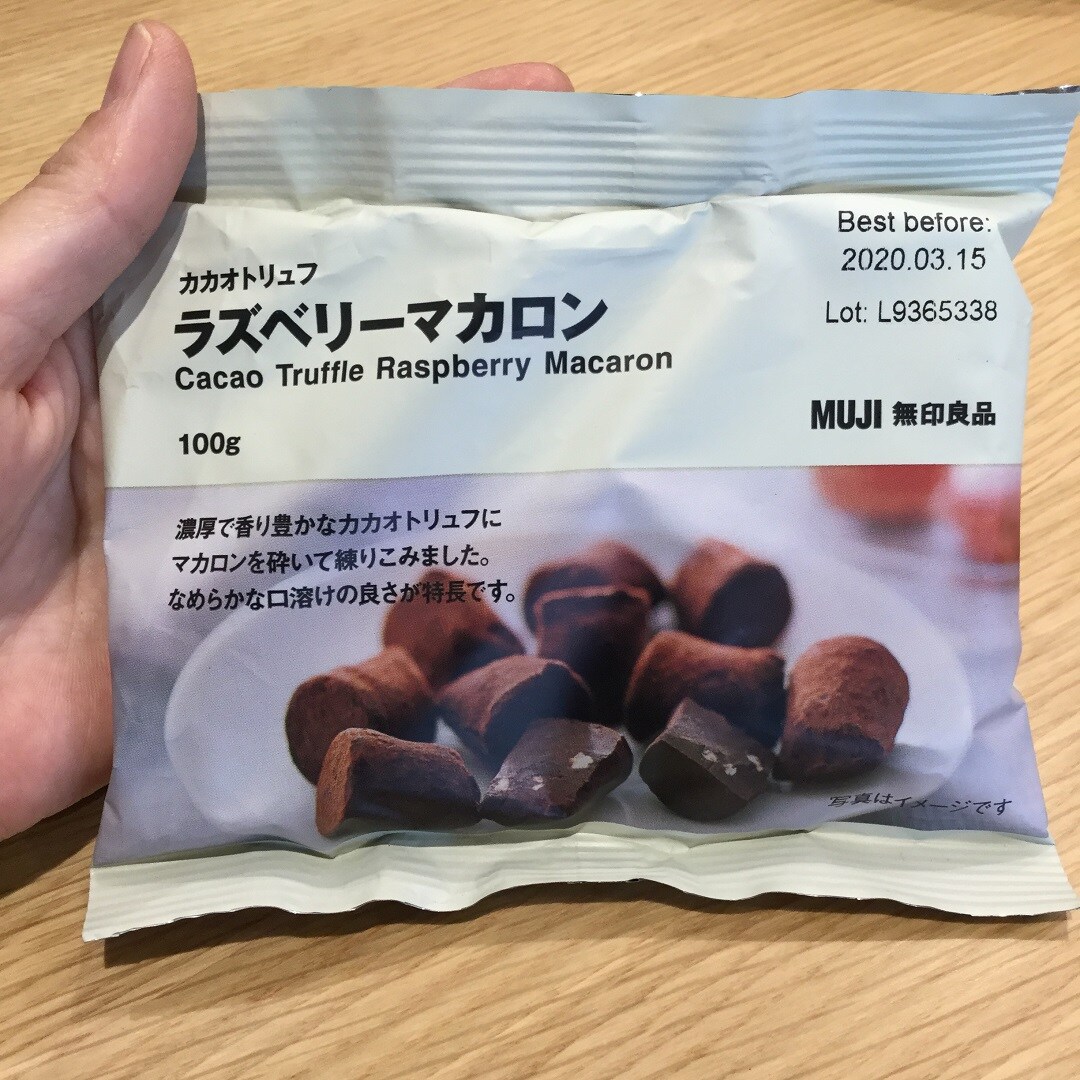 カカオトリュフ
ラズベリーマカロン
Cacao Truffle Raspberry Macaron
100g
Best before:
2020.03.15
Lot: L9365338
MUJI 無印良品
濃厚で香り豊かなカカオトリュフに
マカロンを砕いて練りこみました。
なめらかな口溶けの良さが特長です。
写真はイメージです